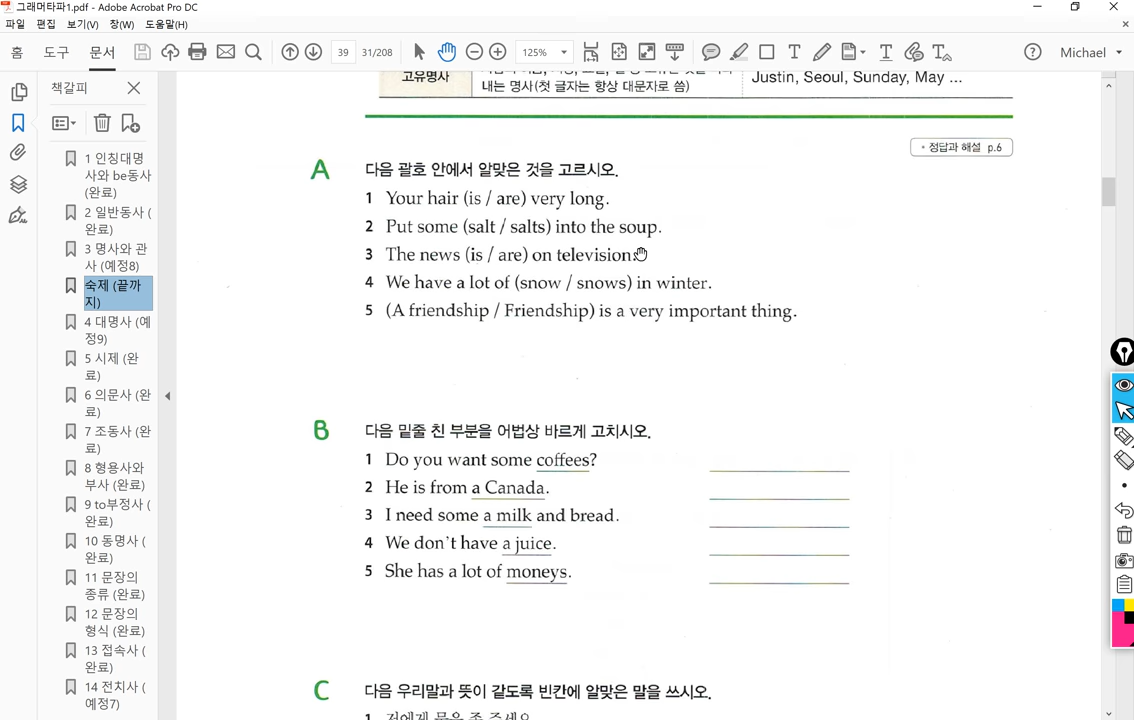 그래머타파1.pdf - Adobe Acrobat Pro DC
파일 편집 보기(V) 창(W) 도움말(H)
홈 도구 문서 39 31/208 125% Michael
책갈피
1 인칭대명
사와 be동사
(완료)
2 일반동사 (
완료)
3 명사와 관
사 (예정8)
숙제 (끝까
지)
4 대명사 (예
정9)
5 시제 (완
료)
6 의문사 (완
료)
7 조동사 (완
료)
8 형용사와
부사 (완료)
9 to부정사 (
완료)
10 동명사 (
완료)
11 문장의
종류 (완료)
12 문장의
형식 (완료)
13 접속사 (
완료)
14 전치사 (
예정7)
고유명사
내는 명사(첫 글자는 항상 대문자로 씀)
Justin, Seoul, Sunday, May ...
• 정답과 해설 p.6
A 다음 괄호 안에서 알맞은 것을 고르시오.
1 Your hair (is / are) very long.
2 Put some (salt / salts) into the soup.
3 The news (is / are) on television.
4 We have a lot of (snow / snows) in winter.
5 (A friendship / Friendship) is a very important thing.
B 다음 밑줄 친 부분을 어법상 바르게 고치시오.
1 Do you want some coffees?
2 He is from a Canada.
3 I need some a milk and bread.
4 We don't have a juice.
5 She has a lot of moneys.
C 다음 우리말과 뜻이 같도록 빈칸에 알맞은 말을 쓰시오.
1 저에게 물을 좀 주세요